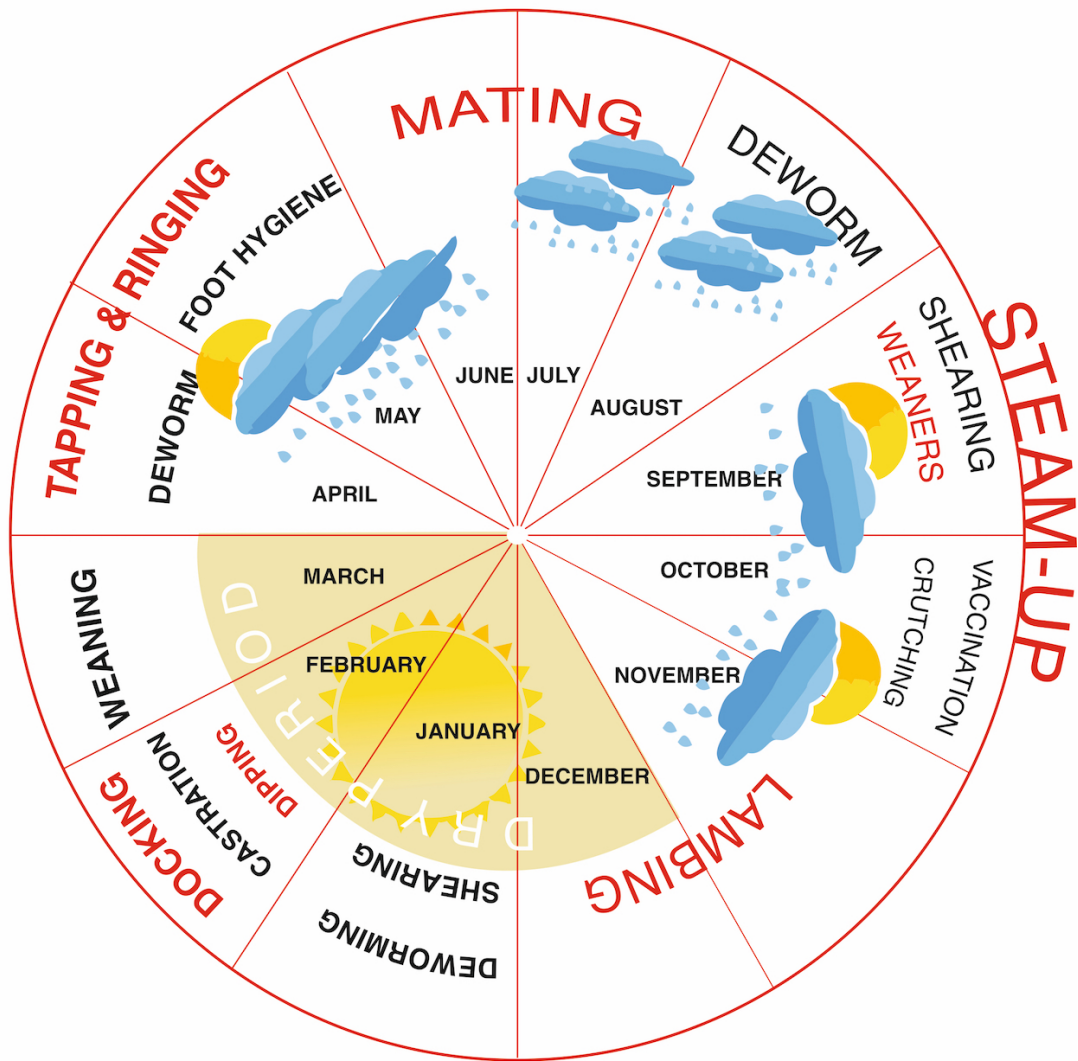 MATING
DEWORM
STEAM-UP
SHEARING
WEANERS
VACCINATION
CRUTCHING
LAMBING
DEWORMING
SHEARING
DOCKING
CASTRATION
DIPPING
WEANING
TAPPING & RINGING
DEWORM
FOOT HYGIENE
DRY PERIOD
JUNE
JULY
AUGUST
SEPTEMBER
OCTOBER
NOVEMBER
DECEMBER
JANUARY
FEBRUARY
MARCH
APRIL
MAY